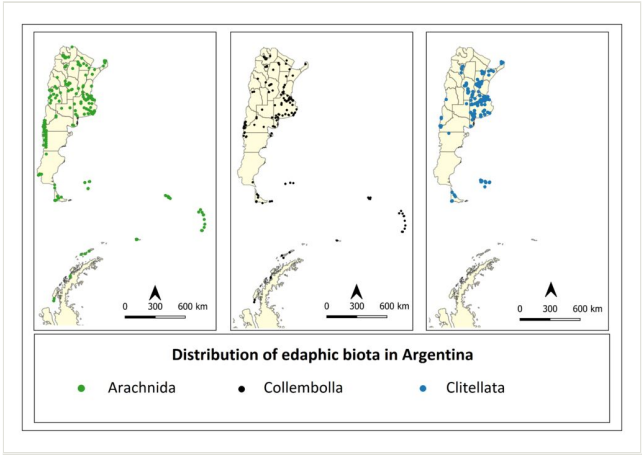 0 300 600 km
0 300 600 km
0 300 600 km
Distribution of edaphic biota in Argentina
Arachnida
Collembolla
Clitellata